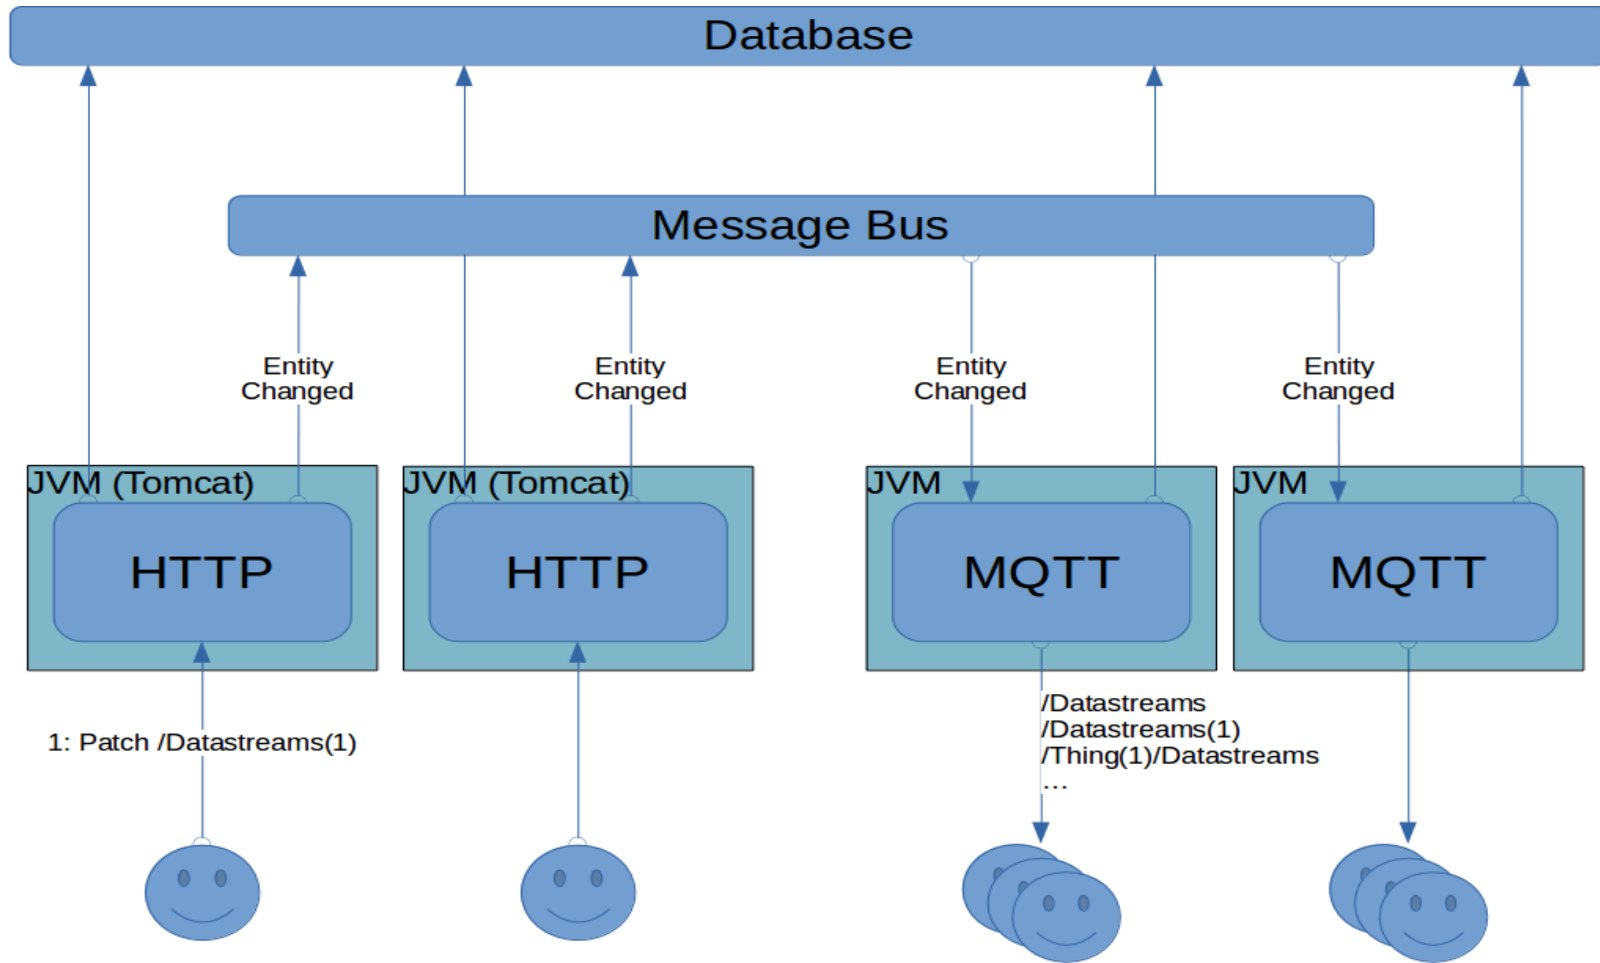 Database
Message Bus
Entity
Changed
Entity
Changed
Entity
Changed
Entity
Changed
JVM (Tomcat)
JVM (Tomcat)
JVM
JVM
HTTP
HTTP
MQTT
MQTT
1: Patch /Datastreams(1)
/Datastreams
/Datastreams(1)
/Thing(1)/Datastreams
...